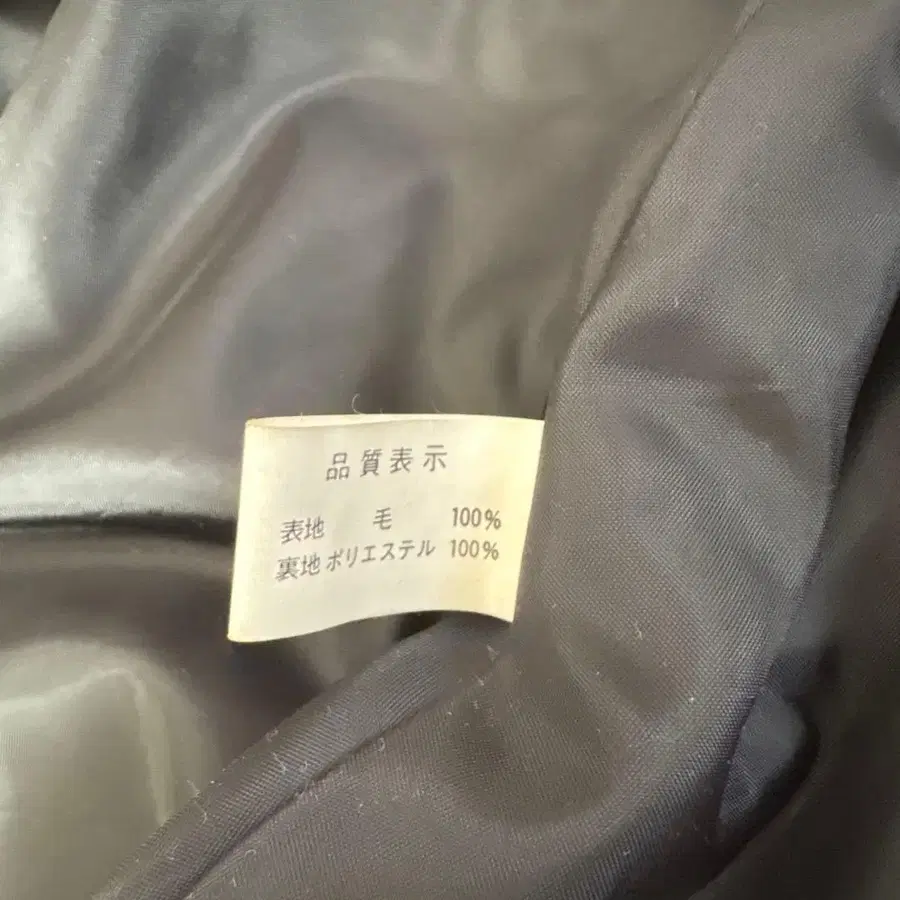 品質表示
表地 毛 100%
裏地 ポリエステル 100%